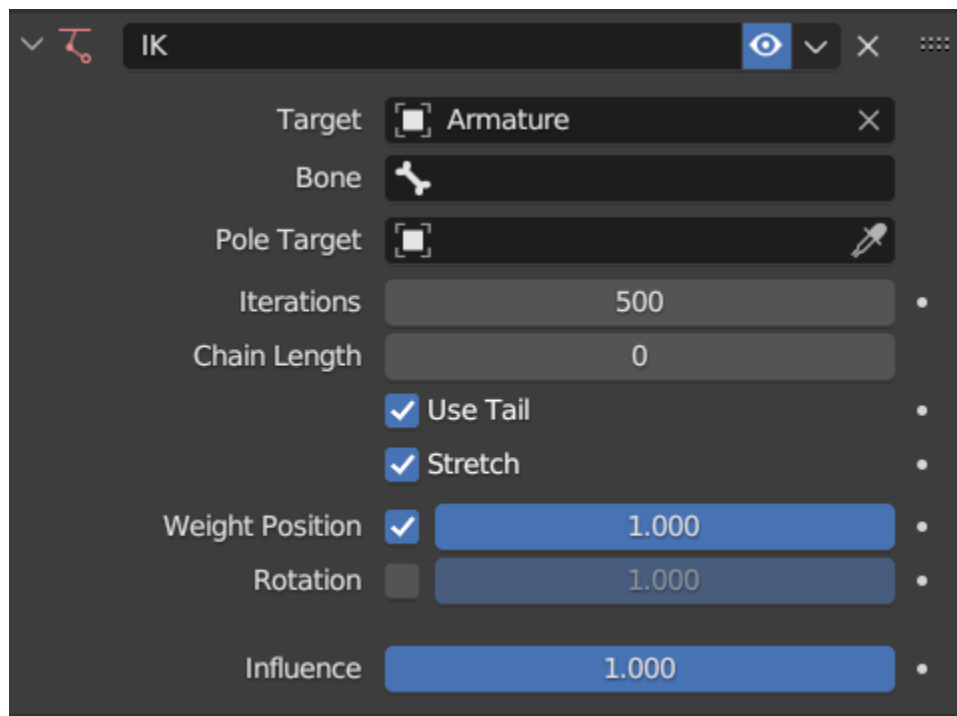 IK
Target Armature
Bone
Pole Target
Iterations 500
Chain Length 0
Use Tail
Stretch
Weight Position 1.000
Rotation 1.000
Influence 1.000